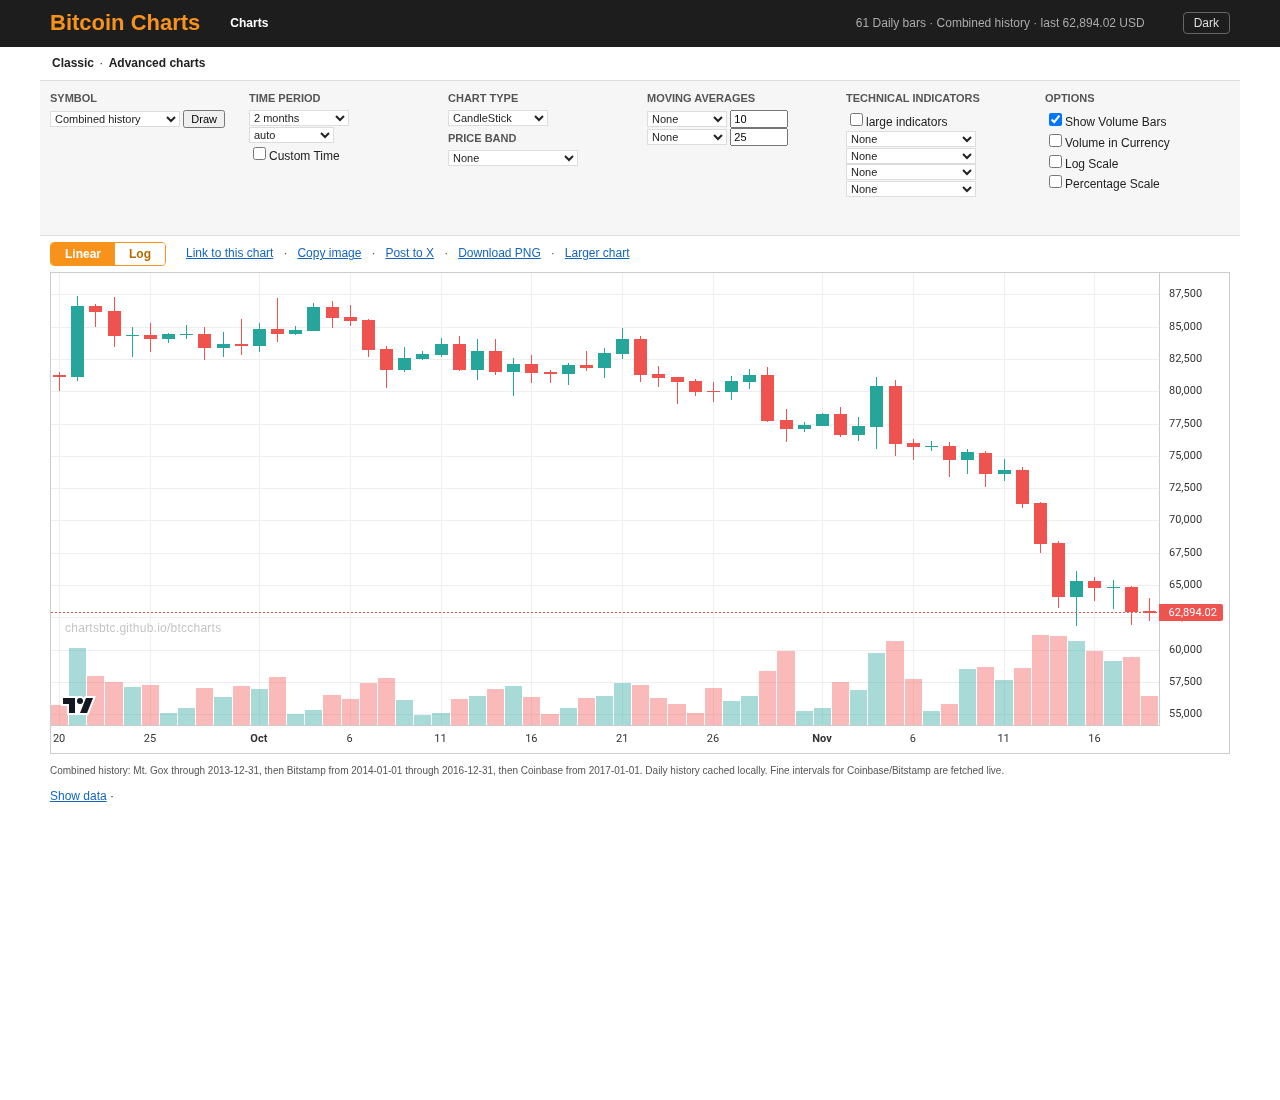 Bitcoin Charts Charts 61 Daily bars · Combined history · last 62,894.02 USD Dark
Classic · Advanced charts
SYMBOL TIME PERIOD CHART TYPE MOVING AVERAGES TECHNICAL INDICATORS OPTIONS
Combined history Draw 2 months CandleStick None 10 large indicators Show Volume Bars
auto PRICE BAND None 25 None Volume in Currency
Custom Time None None Log Scale
None Percentage Scale
None
Linear Log Link to this chart · Copy image · Post to X · Download PNG · Larger chart
87,500
85,000
82,500
80,000
77,500
75,000
72,500
70,000
67,500
65,000
62,894.02
chartsbtc.github.io/btccharts
60,000
57,500
55,000
20 25 Oct 6 11 16 21 26 Nov 6 11 16
Combined history: Mt. Gox through 2013-12-31, then Bitstamp from 2014-01-01 through 2016-12-31, then Coinbase from 2017-01-01. Daily history cached locally. Fine intervals for Coinbase/Bitstamp are fetched live.
Show data ·